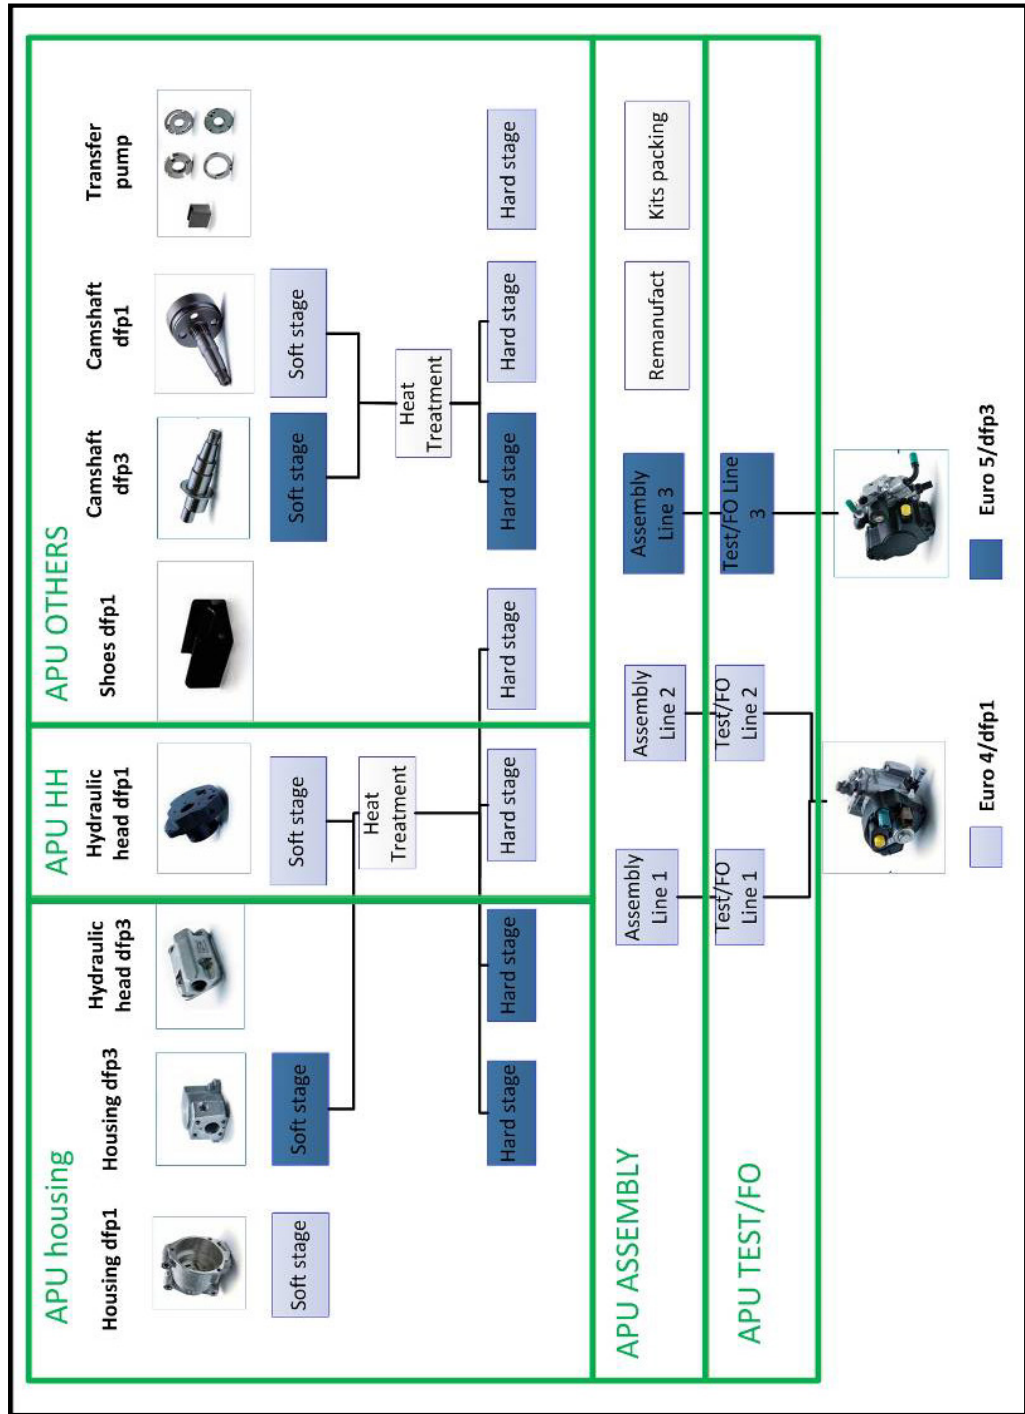 APU housing
APU HH
APU OTHERS
Housing dfp1
Housing dfp3
Hydraulic
head dfp3
Hydraulic
head dfp1
Shoes dfp1
Camshaft
dfp3
Camshaft
dfp1
Transfer
pump
Soft stage
Soft stage
Soft stage
Soft stage
Soft stage
Heat
Treatment
Heat
Treatment
Hard stage
Hard stage
Hard stage
Hard stage
Hard stage
Hard stage
Hard stage
APU ASSEMBLY
Assembly
Line 1
Assembly
Line 2
Assembly
Line 3
Remanufact
Kits packing
APU TEST/FO
Test/FO
Line 1
Test/FO
Line 2
Test/FO Line
3
Euro 4/dfp1
Euro 5/dfp3